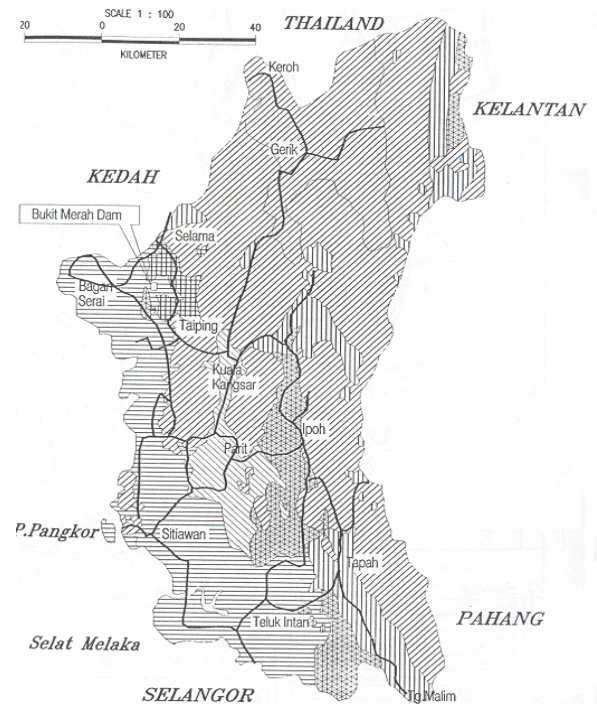 SCALE 1 : 100
20 0 20 40
KILOMETER
THAILAND
Keroh
KELANTAN
Gerik
KEDAH
Bukit Merah Dam
Selama
Bagan
Serai
Taiping
Kuala
Kangsar
Ipoh
Parit
P.Pangkor
Sitiawan
Tapah
Teluk Intan
PAHANG
Selat Melaka
SELANGOR
Tg.Malim